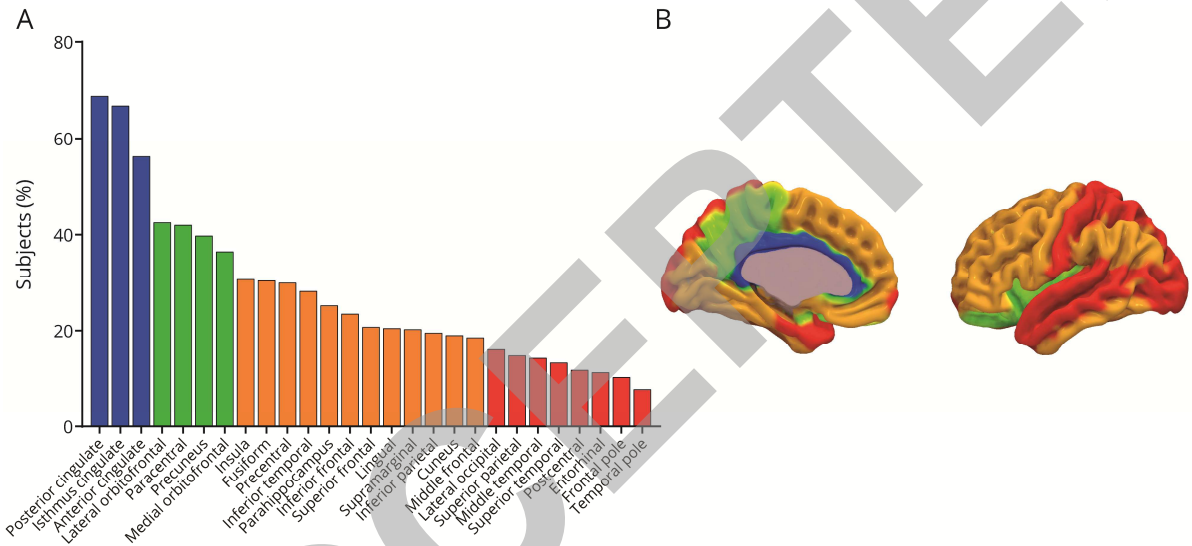 A
B
Subjects (%)
80
60
40
20
0
Posterior cingulate
Isthmus cingulate
Anterior cingulate
Lateral orbitofrontal
Paracentral
Precuneus
Medial orbitofrontal
Insula
Fusiform
Precentral
Inferior temporal
Parahippocampus
Inferior frontal
Superior frontal
Lingual
Supramarginal
Inferior parietal
Cuneus
Middle frontal
Lateral occipital
Superior parietal
Middle temporal
Superior temporal
Postcentral
Entorhinal
Frontal pole
Temporal pole
CEPTE